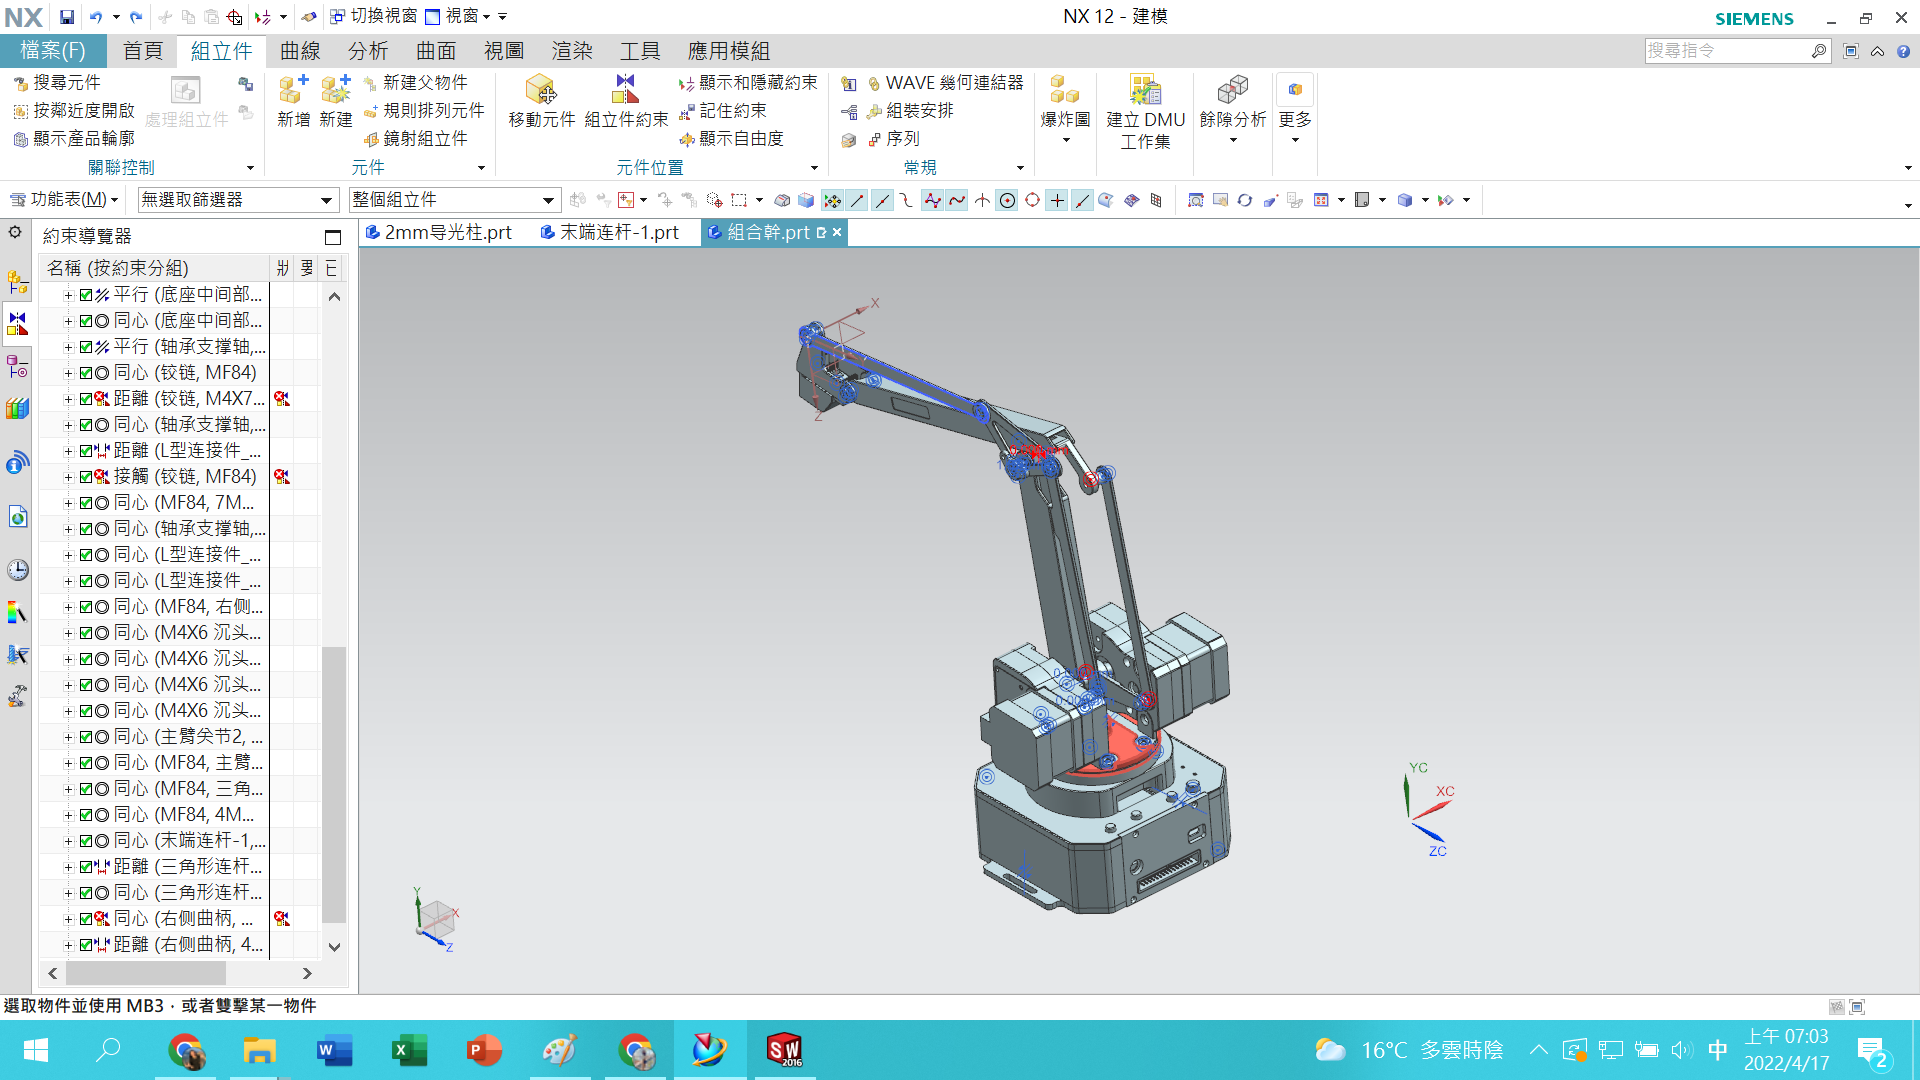 NX 切換視窗 視窗 NX 12 - 建模 SIEMENS
檔案(F) 首頁 組立件 曲線 分析 曲面 視圖 渲染 工具 應用模組 搜尋指令
搜尋元件 新建父物件 顯示和隱藏約束 WAVE 幾何連結器
按鄰近度開啟 處理組立件 新增 新建 規則排列元件 移動元件 組立件約束 記住約束 組裝安排 爆炸圖 建立 DMU 餘隙分析 更多
顯示產品輪廓 鏡射組立件 顯示自由度 序列 工作集
關聯控制 元件 元件位置 常規
功能表(M) 無選取篩選器 整個組立件
約束導覽器 2mm导光柱.prt 末端连杆-1.prt 組合幹.prt
名稱 (按約束分組) 狀 要
平行 (底座中间部...
同心 (底座中间部...
平行 (轴承支撑轴,...
同心 (铰链, MF84)
距離 (铰链, M4X7...
同心 (轴承支撑轴,...
距離 (L型连接件_...
接觸 (铰链, MF84)
同心 (MF84, 7M...
同心 (轴承支撑轴,...
同心 (L型连接件_...
同心 (L型连接件_...
同心 (MF84, 右侧...
同心 (M4X6 沉头...
同心 (M4X6 沉头...
同心 (M4X6 沉头...
同心 (M4X6 沉头...
同心 (主臂关节2, ...
同心 (MF84, 主臂...
同心 (MF84, 三角...
同心 (MF84, 4M...
同心 (末端连杆-1,...
距離 (三角形连杆...
同心 (三角形连杆...
同心 (右侧曲柄, ...
距離 (右侧曲柄, 4...
X
Z
YC
XC
ZC
Y
X
Z
選取物件並使用 MB3，或者雙擊某一物件
16°C 多雲時陰 中 上午 07:03
2022/4/17 2
W X P SW
2016